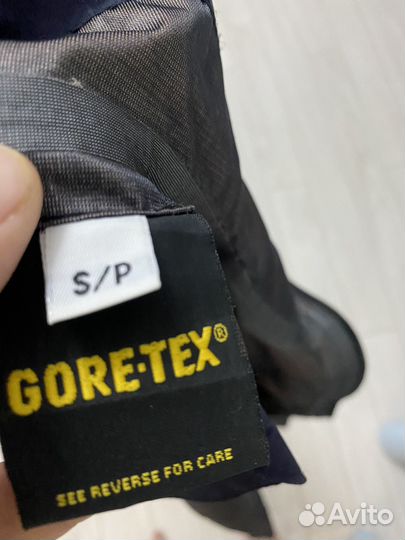 S/P
GORE-TEX®
SEE REVERSE FOR CARE
Avito